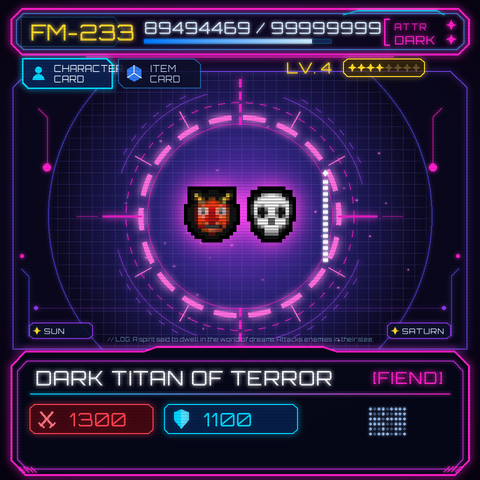 FM-233
89494469 / 99999999
ATTR
DARK
CHARACTER
CARD
ITEM
CARD
LV. 4
SUN
SATURN
// LOG: A spirit said to dwell in the world of dreams. Attacks enemies in their slee
DARK TITAN OF TERROR
[FIEND]
1300
1100